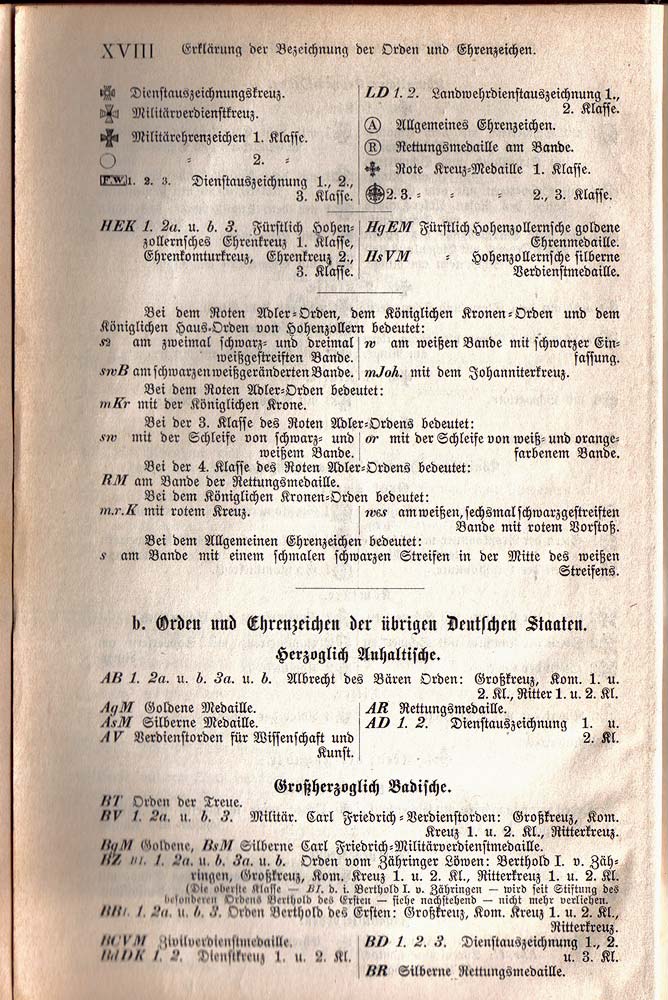 XVIII Erklärung der Bezeichnung der Orden und Ehrenzeichen.
Dienstauszeichnungskreuz.
Militärverdienstkreuz.
Militärehrenzeichen 1. Klasse.
„ 2. „
F.W. 1. 2. 3. Dienstauszeichnung 1., 2.,
3. Klasse.
LD 1. 2. Landwehrdienstauszeichnung 1.,
2. Klasse.
A Allgemeines Ehrenzeichen.
R Rettungsmedaille am Bande.
Rote Kreuz-Medaille 1. Klasse.
2. 3. „ „ „ 2., 3. Klasse.
HEK 1. 2a. u. b. 3. Fürstlich Hohen-
zollernsches Ehrenkreuz 1. Klasse,
Ehrenkomturkreuz, Ehrenkreuz 2.,
3. Klasse.
HgEM Fürstlich Hohenzollernsche goldene
Ehrenmedaille.
HsVM „ Hohenzollernsche silberne
Verdienstmedaille.
Bei dem Roten Adler-Orden, dem Königlichen Kronen-Orden und dem
Königlichen Haus-Orden von Hohenzollern bedeutet:
s2 am zweimal schwarz- und dreimal
weißgestreiften Bande.
swB am schwarzen weißgeränderten Bande.
w am weißen Bande mit schwarzer Ein-
fassung.
mJoh. mit dem Johanniterkreuz.
Bei dem Roten Adler-Orden bedeutet:
mKr mit der Königlichen Krone.
Bei der 3. Klasse des Roten Adler-Ordens bedeutet:
sw mit der Schleife von schwarz- und
weißem Bande.
or mit der Schleife von weiß- und orange-
farbenem Bande.
Bei der 4. Klasse des Roten Adler-Ordens bedeutet:
RM am Bande der Rettungsmedaille.
Bei dem Königlichen Kronen-Orden bedeutet:
m.r.K mit rotem Kreuz.
ws6 am weißen, sechsmal schwarzgestreiften
Bande mit rotem Vorstoß.
Bei dem Allgemeinen Ehrenzeichen bedeutet:
s am Bande mit einem schmalen schwarzen Streifen in der Mitte des weißen
Streifens.
b. Orden und Ehrenzeichen der übrigen Deutschen Staaten.
Herzoglich Anhaltische.
AB 1. 2a. u. b. 3a. u. b. Albrecht des Bären Orden: Großkreuz, Kom. 1. u.
2. Kl., Ritter 1. u. 2. Kl.
AgM Goldene Medaille.
AsM Silberne Medaille.
AV Verdienstorden für Wissenschaft und
Kunst.
AR Rettungsmedaille.
AD 1. 2. Dienstauszeichnung 1. u.
2. Kl.
Großherzoglich Badische.
BT Orden der Treue.
BV 1. 2a. u. b. 3. Militär. Carl Friedrich-Verdienstorden: Großkreuz, Kom.
Kreuz 1. u. 2. Kl., Ritterkreuz.
BgM Goldene, BsM Silberne Carl Friedrich-Militärverdienstmedaille.
BZ BI. 1. 2a. u. b. 3a. u. b. Orden vom Zähringer Löwen: Berthold I. v. Zäh-
ringen, Großkreuz, Kom. Kreuz 1. u. 2. Kl., Ritterkreuz 1. u. 2. Kl.
(Die oberste Klasse — BI. d. i. Berthold I. v. Zähringen — wird seit Stiftung des
besonderen Ordens Berthold des Ersten — siehe nachstehend — nicht mehr verliehen.
BBI. 1. 2a. u. b. 3. Orden Berthold des Ersten: Großkreuz, Kom. Kreuz 1. u. 2. Kl.,
Ritterkreuz.
BCVM Zivilverdienstmedaille.
BdDK 1. 2. Dienstkreuz 1. u. 2. Kl.
BD 1. 2. 3. Dienstauszeichnung 1., 2.
u. 3. Kl.
BR Silberne Rettungsmedaille.